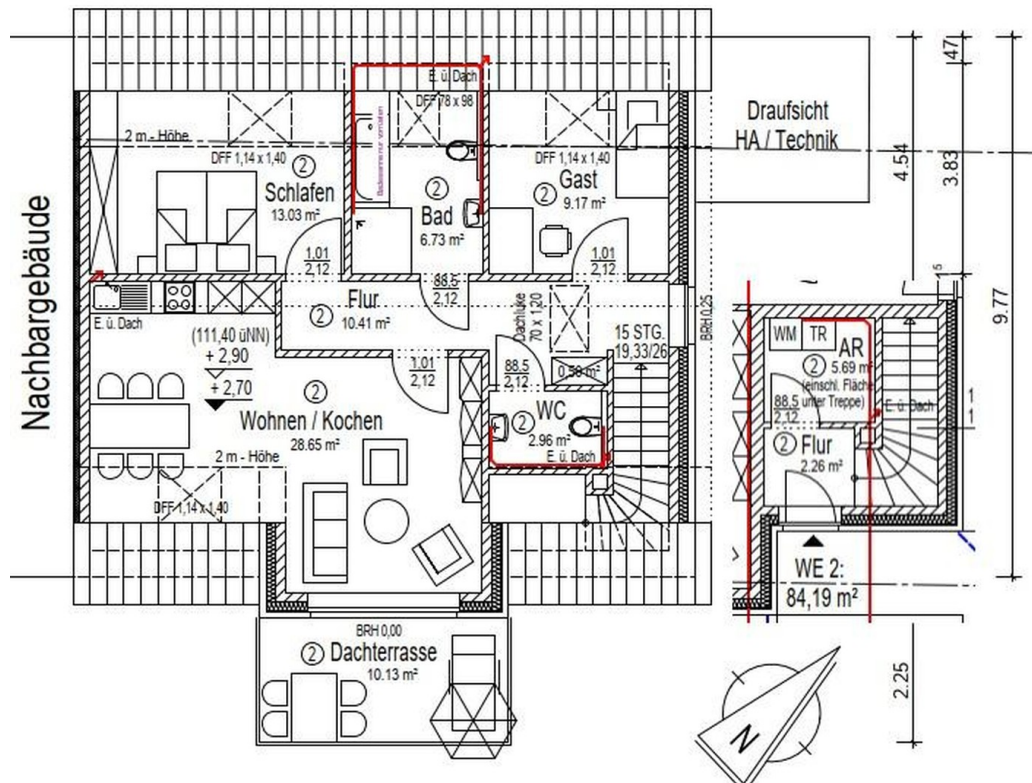 E. ü. Dach
DFF 78 x 98
Draufsicht
HA / Technik
47
4.54
3.83
2 m - Höhe
DFF 1,14 x 1,40
DFF 1,14 x 1,40
2
Schlafen
13.03 m²
2
Bad
6.73 m²
2
Gast
9.17 m²
Nachbargebäude
1.01
2.12
88.5
2.12
1.01
2.12
5
9.77
E. ü. Dach
2
Flur
10.41 m²
Dachluke
70 x 1,20
15 STG.
19,33/26
BRH 0,25
(111,40 üNN)
+ 2,90
+ 2,70
1.01
2.12
88.5
2.12
0.50 m²
2
Wohnen / Kochen
28.65 m²
2
WC
2.96 m²
E. ü. Dach
2 m - Höhe
DFF 1,14 x 1,40
WM
TR
2
AR
5.69 m²
(einschl. Fläche
unter Treppe)
88.5
2.12
E. ü. Dach
2
Flur
2.26 m²
1
1
WE 2:
84,19 m²
BRH 0,00
2
Dachterrasse
10.13 m²
2.25
N